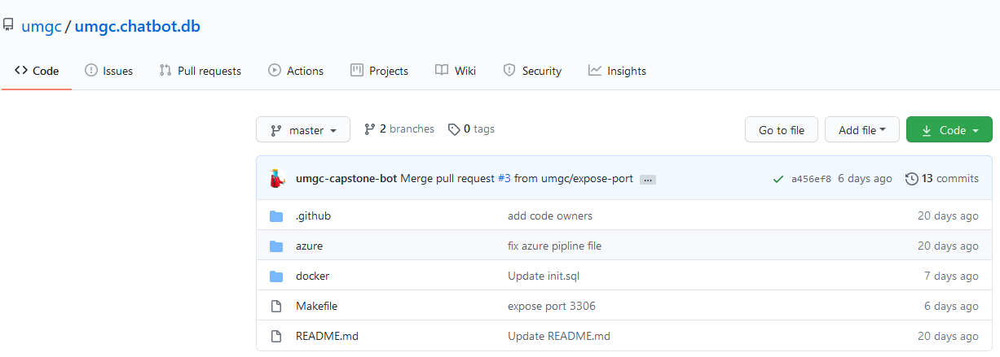 umgc / umgc.chatbot.db
Code Issues Pull requests Actions Projects Wiki Security Insights
master 2 branches 0 tags Go to file Add file Code
umgc-capstone-bot Merge pull request #3 from umgc/expose-port ... a456ef8 6 days ago 13 commits
.github add code owners 20 days ago
azure fix azure pipline file 20 days ago
docker Update init.sql 7 days ago
Makefile expose port 3306 6 days ago
README.md Update README.md 20 days ago